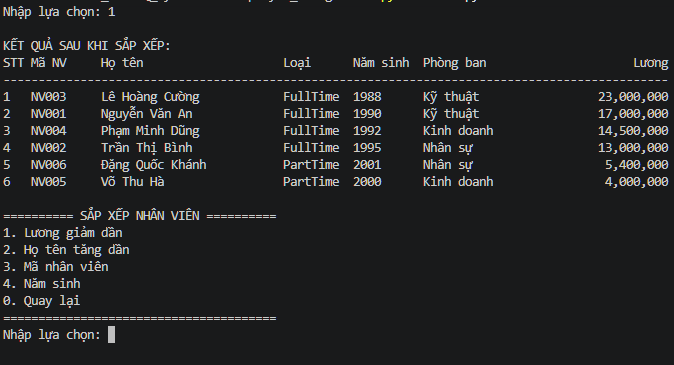 Nhập lựa chọn: 1
KẾT QUẢ SAU KHI SẮP XẾP:
STT Mã NV Họ tên Loại Năm sinh Phòng ban Lương
-----------------------------------------------------------------------------------------------
1 NV003 Lê Hoàng Cường FullTime 1988 Kỹ thuật 23,000,000
2 NV001 Nguyễn Văn An FullTime 1990 Kỹ thuật 17,000,000
3 NV004 Phạm Minh Dũng FullTime 1992 Kinh doanh 14,500,000
4 NV002 Trần Thị Bình FullTime 1995 Nhân sự 13,000,000
5 NV006 Đặng Quốc Khánh PartTime 2001 Nhân sự 5,400,000
6 NV005 Võ Thu Hà PartTime 2000 Kinh doanh 4,000,000
========== SẮP XẾP NHÂN VIÊN ==========
1. Lương giảm dần
2. Họ tên tăng dần
3. Mã nhân viên
4. Năm sinh
0. Quay lại
=======================================
Nhập lựa chọn: